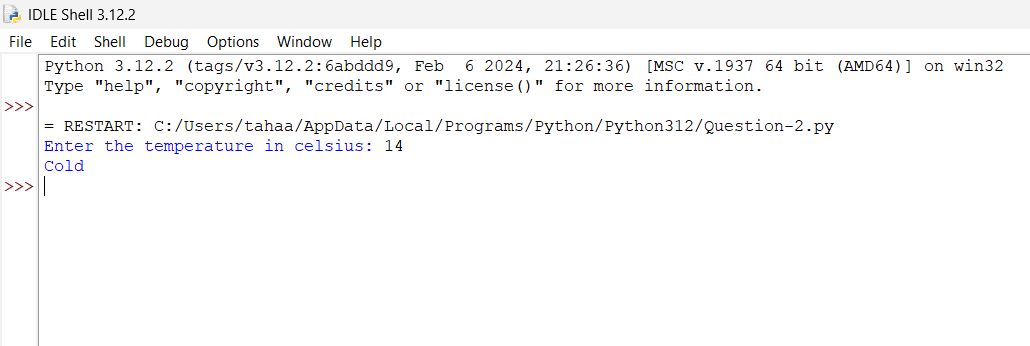 IDLE Shell 3.12.2
File Edit Shell Debug Options Window Help
Python 3.12.2 (tags/v3.12.2:6abddd9, Feb  6 2024, 21:26:36) [MSC v.1937 64 bit (AMD64)] on win32
Type "help", "copyright", "credits" or "license()" for more information.
>>>
= RESTART: C:/Users/tahaa/AppData/Local/Programs/Python/Python312/Question-2.py
Enter the temperature in celsius: 14
Cold
>>>